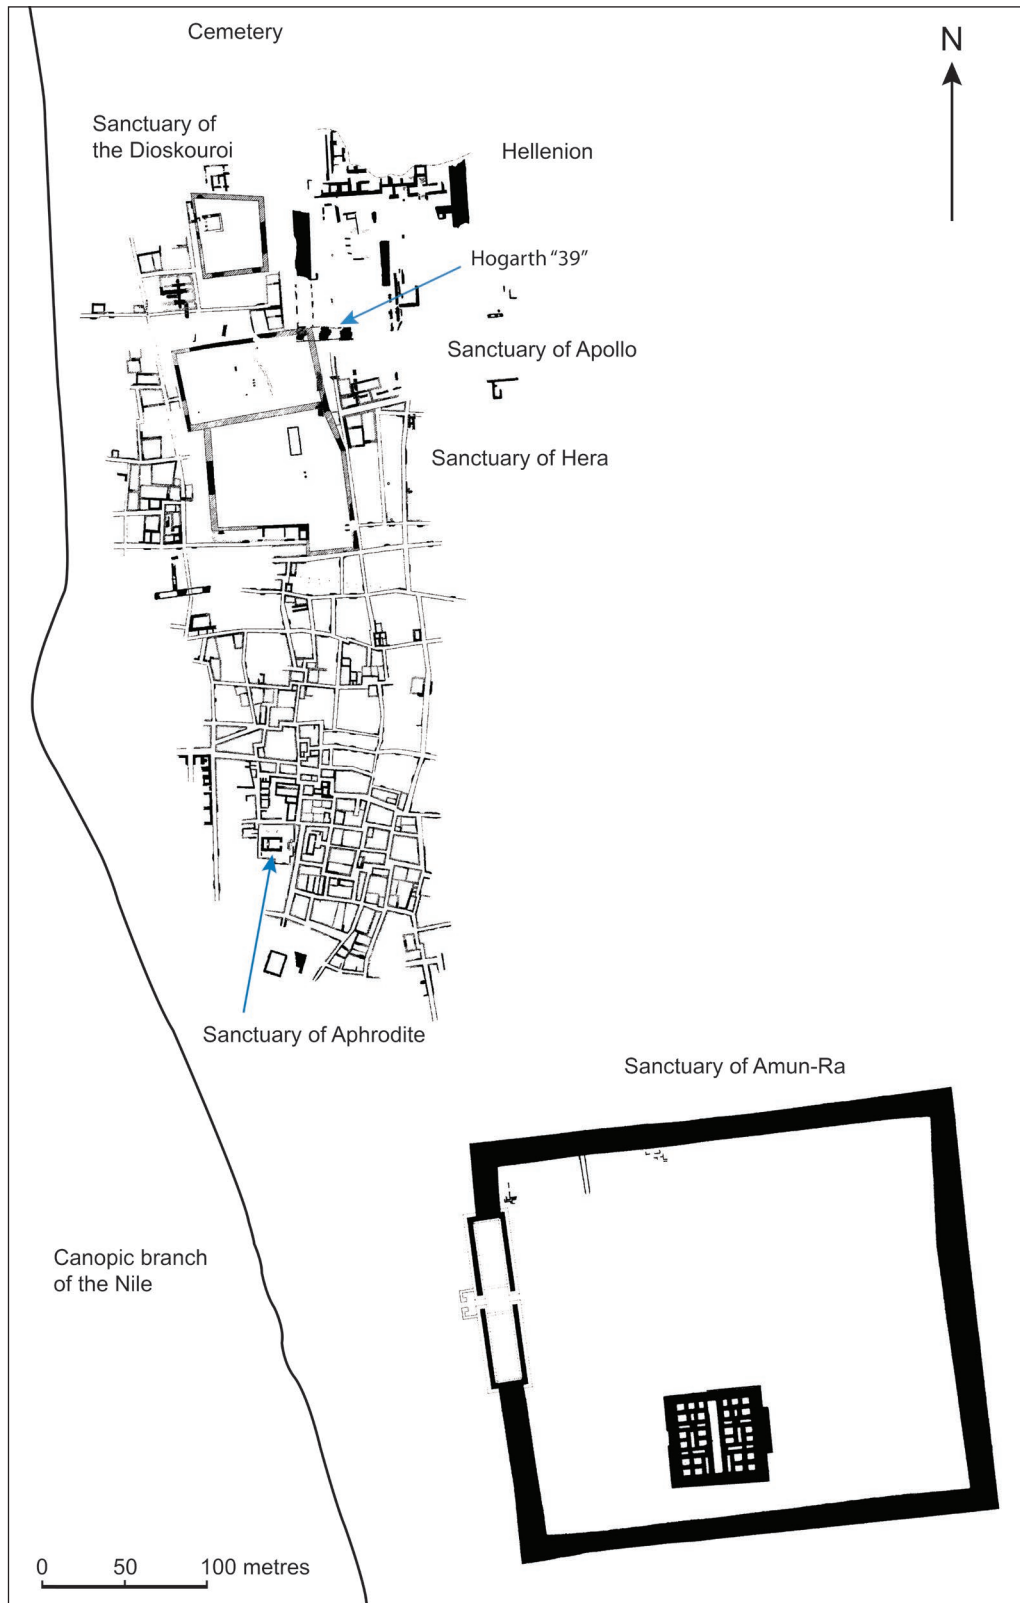 Cemetery
N
Sanctuary of
the Dioskouroi
Hellenion
Hogarth “39”
Sanctuary of Apollo
Sanctuary of Hera
Sanctuary of Aphrodite
Sanctuary of Amun-Ra
Canopic branch
of the Nile
0 50 100 metres